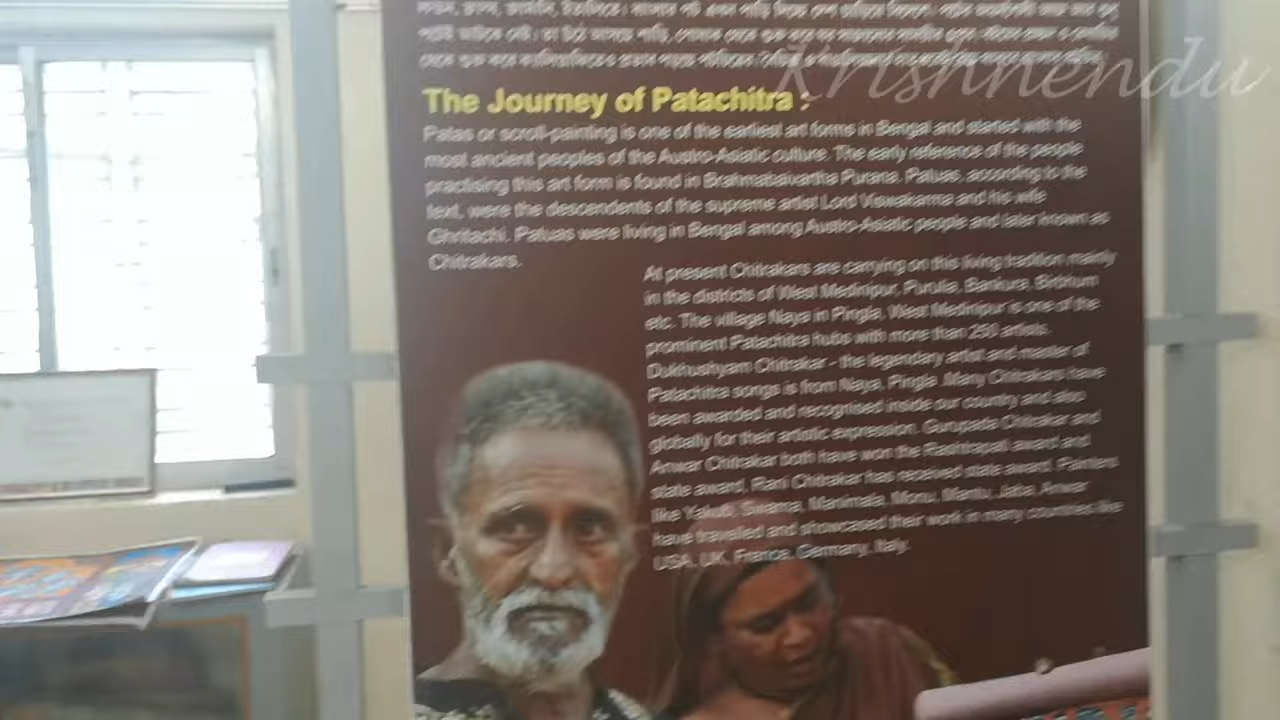 Krishnendu
The Journey of Patachitra :
Patas or scroll-painting is one of the earliest art forms in Bengal and started with the
most ancient peoples of the Austro-Asiatic culture. The early reference of the people
practising this art form is found in Brahmabaivartha Purana. Patuas, according to the
text, were the descendents of the supreme artist Lord Viswakarma and his wife
Ghritachi. Patuas were living in Bengal among Austro-Asiatic people and later known as
Chitrakars.
At present Chitrakars are carrying on this living tradition mainly
in the districts of West Medinipur, Purulia, Bankura, Birbhum
etc. The village Naya in Pingla, West Medinipur is one of the
prominent Patachitra hubs with more than 250 artists.
Dukhushyam Chitrakar - the legendary artist and master of
Patachitra songs is from Naya, Pingla .Many Chitrakars have
been awarded and recognised inside our country and also
globally for their artistic expression. Gurupada Chitrakar and
Anwar Chitrakar both have won the Rashtrapati award and
state award. Rani Chitrakar has received state award. Painters
like Yakub, Swarna, Manimala, Monu, Mantu, Jaba, Anwar
have travelled and showcased their work in many countries like
USA, UK, France, Germany, Italy.